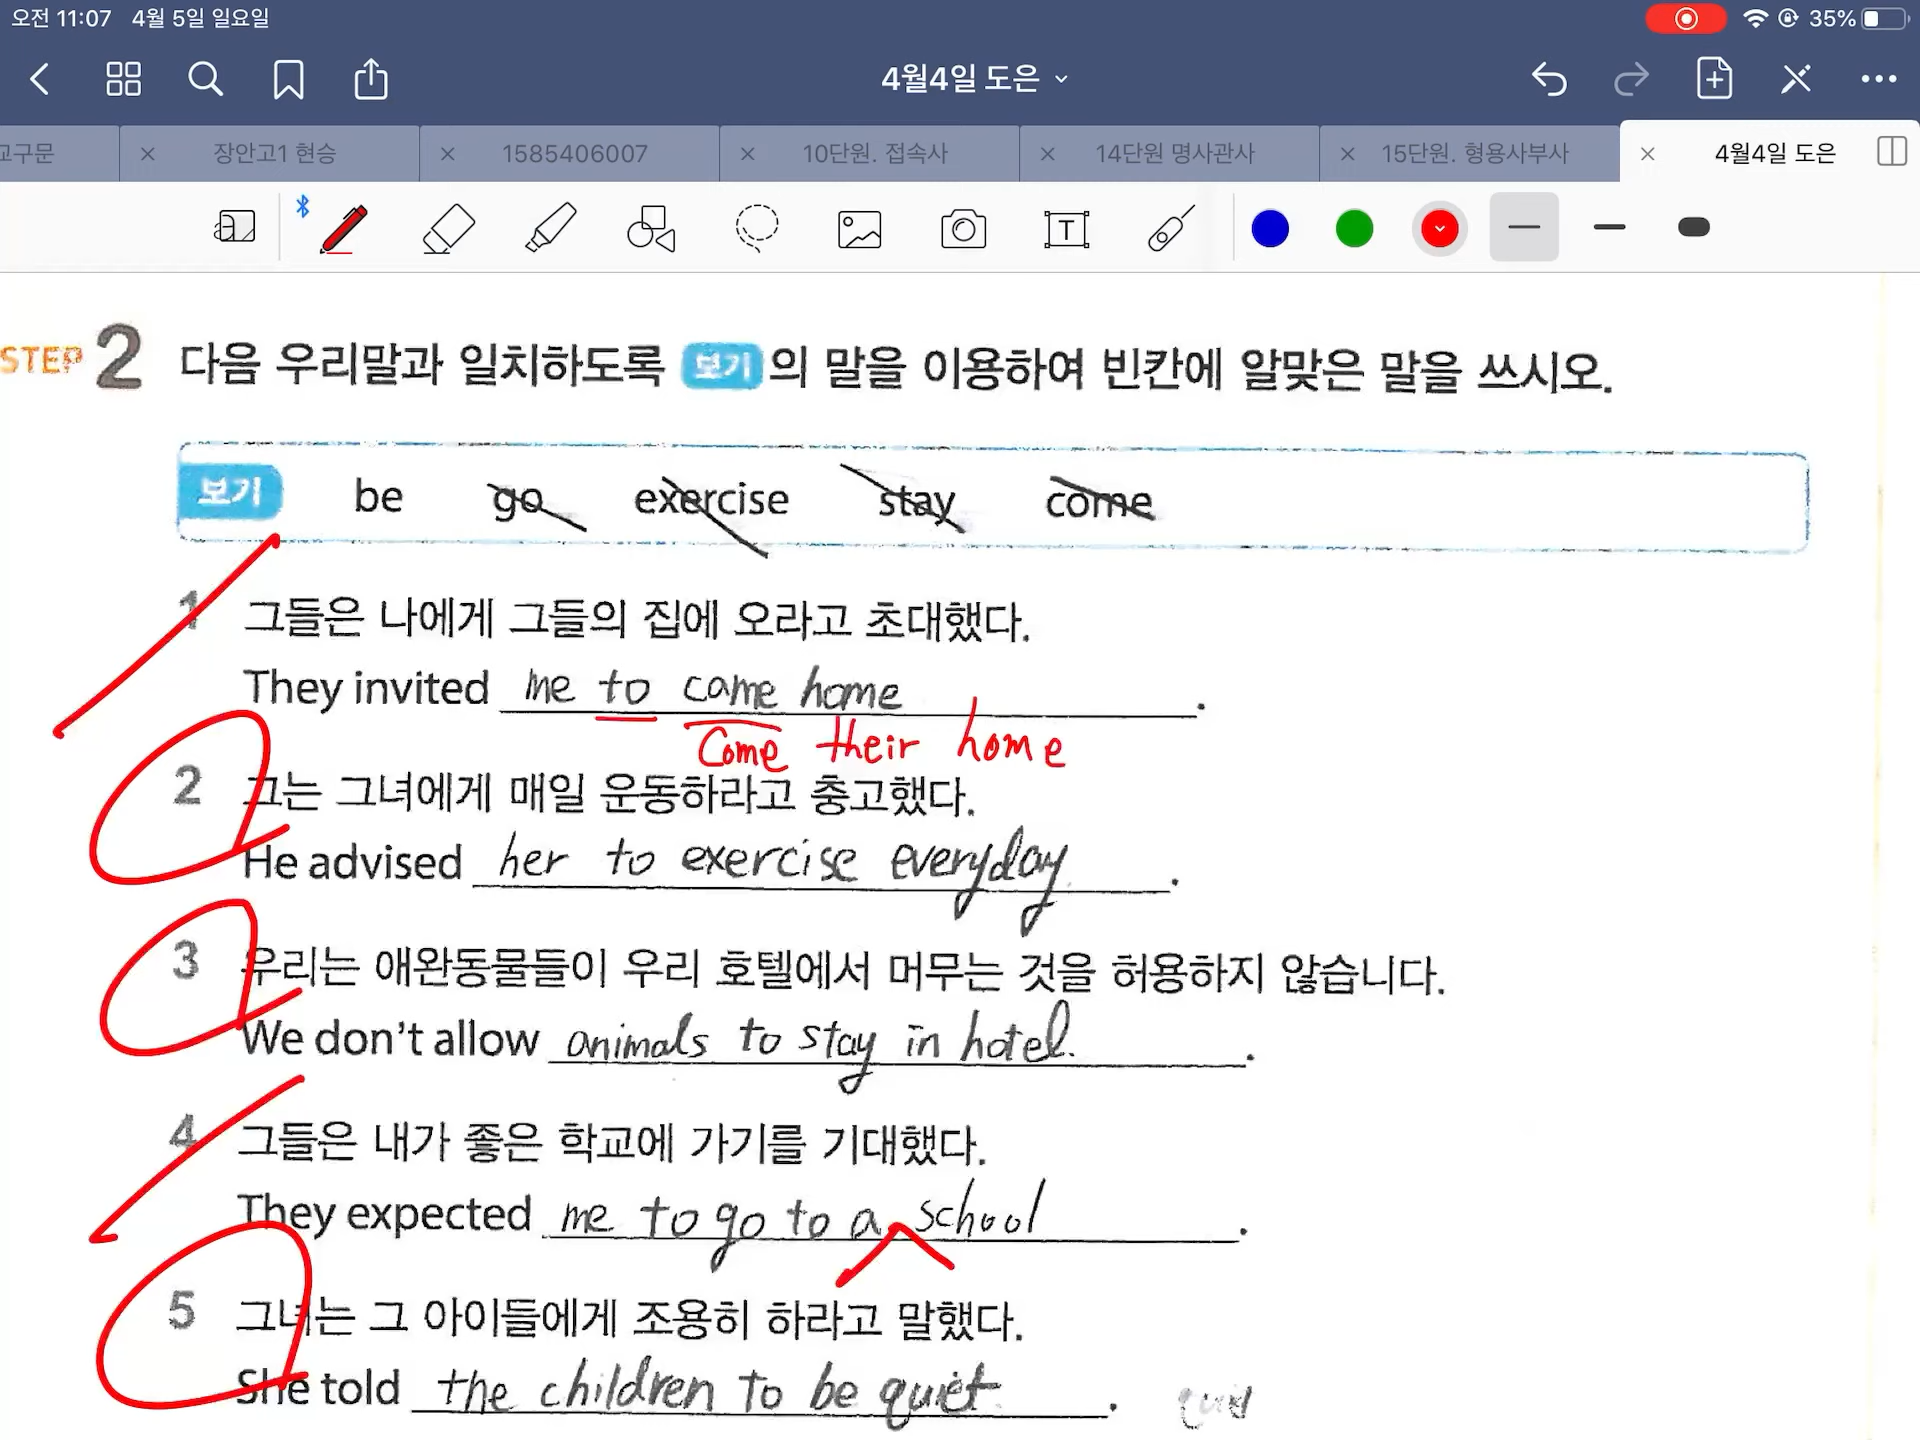 오전 11:07 4월 5일 일요일 35%
4월4일 도은
교구문 장안고1 현승 1585406007 10단원. 접속사 14단원 명사관사 15단원. 형용사부사 4월4일 도은
STEP 2 다음 우리말과 일치하도록 보기의 말을 이용하여 빈칸에 알맞은 말을 쓰시오.
보기 be go exercise stay come
1 그들은 나에게 그들의 집에 오라고 초대했다.
They invited me to came home.
come their home
2 그는 그녀에게 매일 운동하라고 충고했다.
He advised her to exercise everyday.
3 우리는 애완동물들이 우리 호텔에서 머무는 것을 허용하지 않습니다.
We don't allow animals to stay in hotel.
4 그들은 내가 좋은 학교에 가기를 기대했다.
They expected me to go to a school.
5 그녀는 그 아이들에게 조용히 하라고 말했다.
She told the children to be quiet.